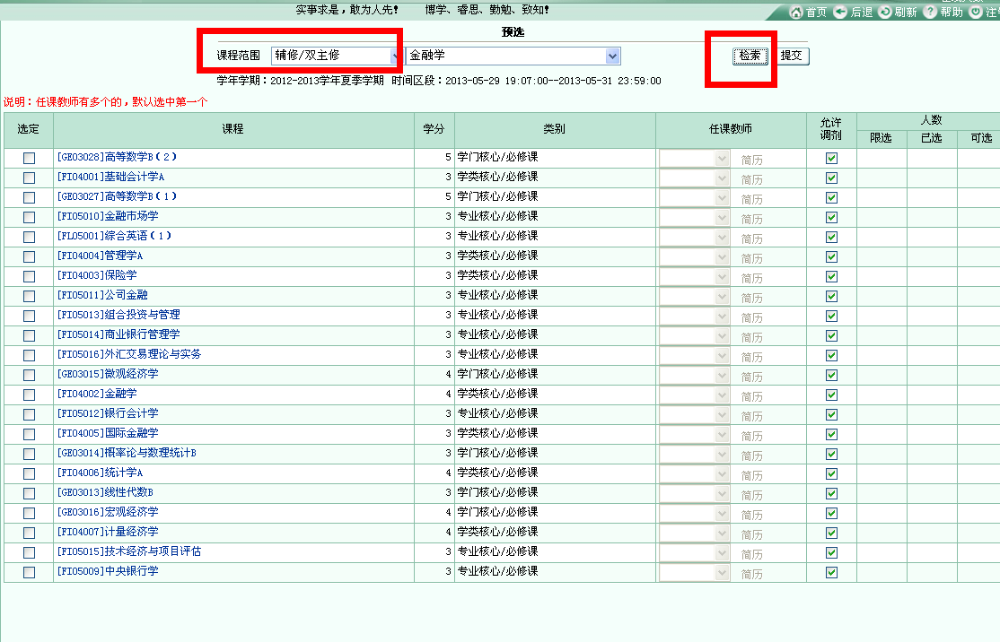 实事求是，敢为人先！ 博学、睿思、勤勉、致知！ 首页 后退 刷新 帮助
预选
课程范围 辅修/双主修 金融学 检索 提交
学年学期：2012-2013学年夏季学期 时间区段：2013-05-29 19:07:00--2013-05-31 23:59:00
说明：任课教师有多个的，默认选中第一个
选定 课程 学分 类别 任课教师 允许调剂 人数
限选 已选 可选
[GE03028]高等数学B（2） 5 学门核心/必修课 简历
[FI04001]基础会计学A 3 学类核心/必修课 简历
[GE03027]高等数学B（1） 5 学门核心/必修课 简历
[FI05010]金融市场学 3 专业核心/必修课 简历
[FL05001]综合英语（1） 3 专业核心/必修课 简历
[FI04004]管理学A 3 学类核心/必修课 简历
[FI04003]保险学 3 学类核心/必修课 简历
[FI05011]公司金融 3 专业核心/必修课 简历
[FI05013]组合投资与管理 3 专业核心/必修课 简历
[FI05014]商业银行管理学 3 专业核心/必修课 简历
[FI05016]外汇交易理论与实务 3 专业核心/必修课 简历
[GE03015]微观经济学 4 学门核心/必修课 简历
[FI04002]金融学 4 学类核心/必修课 简历
[FI05012]银行会计学 3 专业核心/必修课 简历
[FI04005]国际金融学 3 学类核心/必修课 简历
[GE03014]概率论与数理统计B 3 学门核心/必修课 简历
[FI04006]统计学A 4 学类核心/必修课 简历
[GE03013]线性代数B 3 学门核心/必修课 简历
[GE03016]宏观经济学 4 学门核心/必修课 简历
[FI04007]计量经济学 4 学类核心/必修课 简历
[FI05015]技术经济与项目评估 3 专业核心/必修课 简历
[FI05009]中央银行学 3 专业核心/必修课 简历